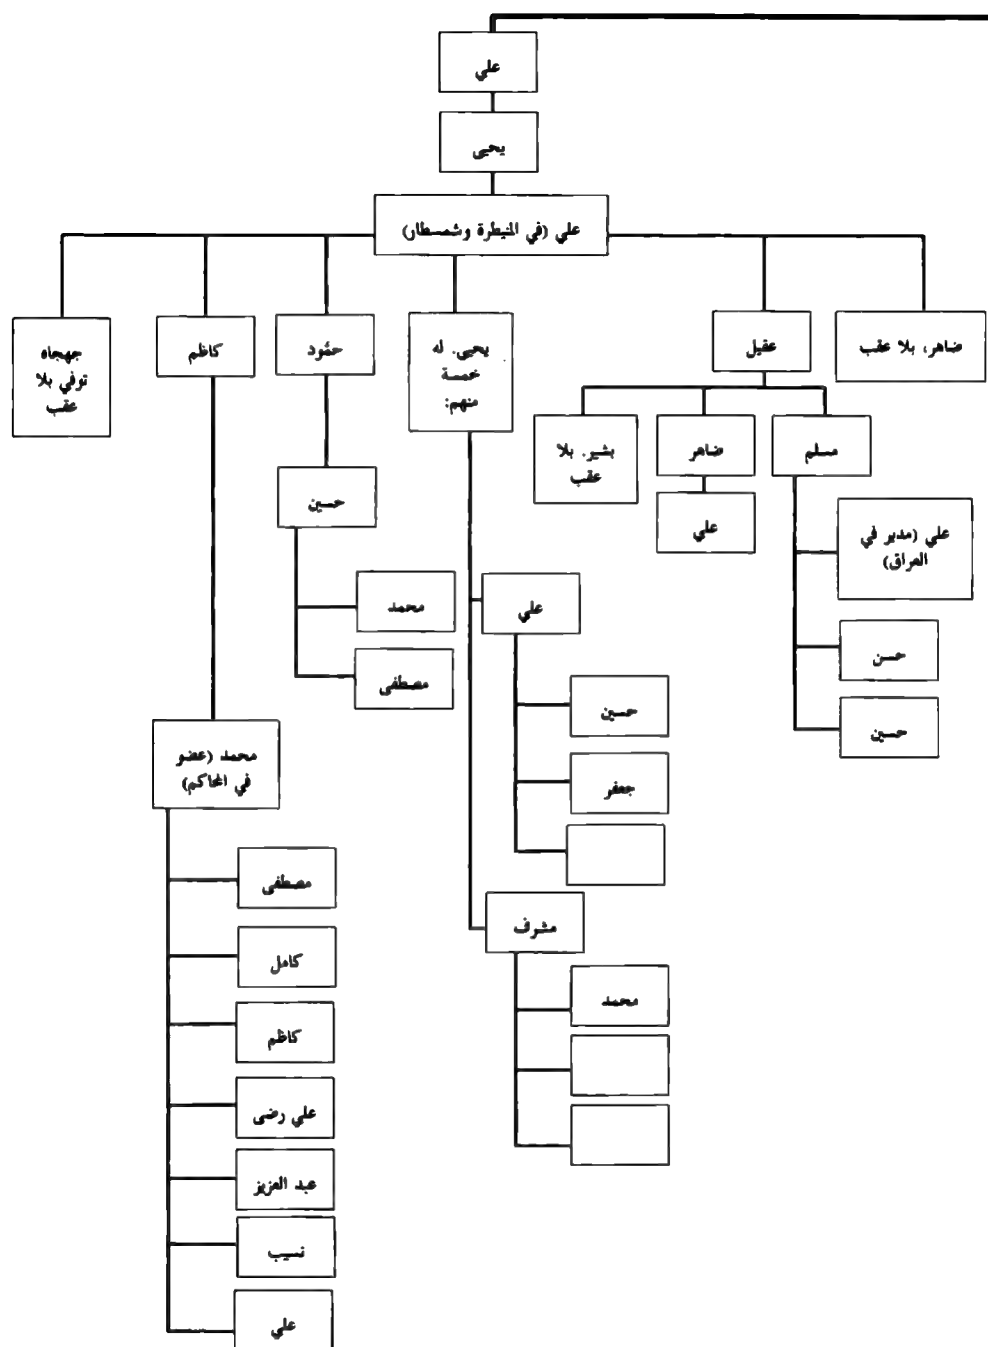 علي
يحيى
علي (في المنيطرة وشمسطار)
ضاهر، بلا عقب
عقيل
يحيى. له
خمسة
منهم:
حمّود
كاظم
جهجاه
توفي بلا
عقب
مسلم
ضاهر
بشير. بلا
عقب
علي
علي (مدير في
العراق)
حسن
حسين
حسين
محمد
مصطفى
علي
حسين
جعفر
مشرف
محمد
محمد (عضو
في المحاكم)
مصطفى
كامل
كاظم
علي رضى
عبد العزيز
نسيب
علي